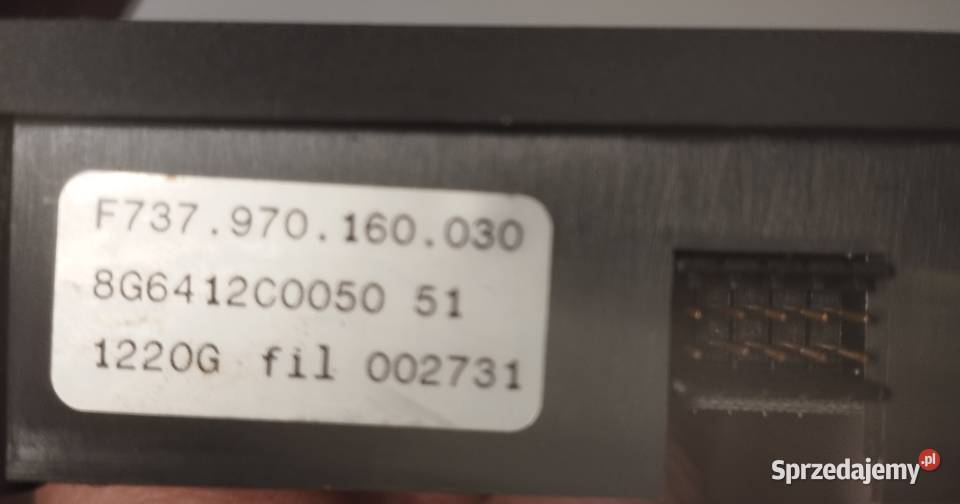 F737.970.160.030
8G6412C0050 51
1220G fil 002731
Sprzedajemy.pl